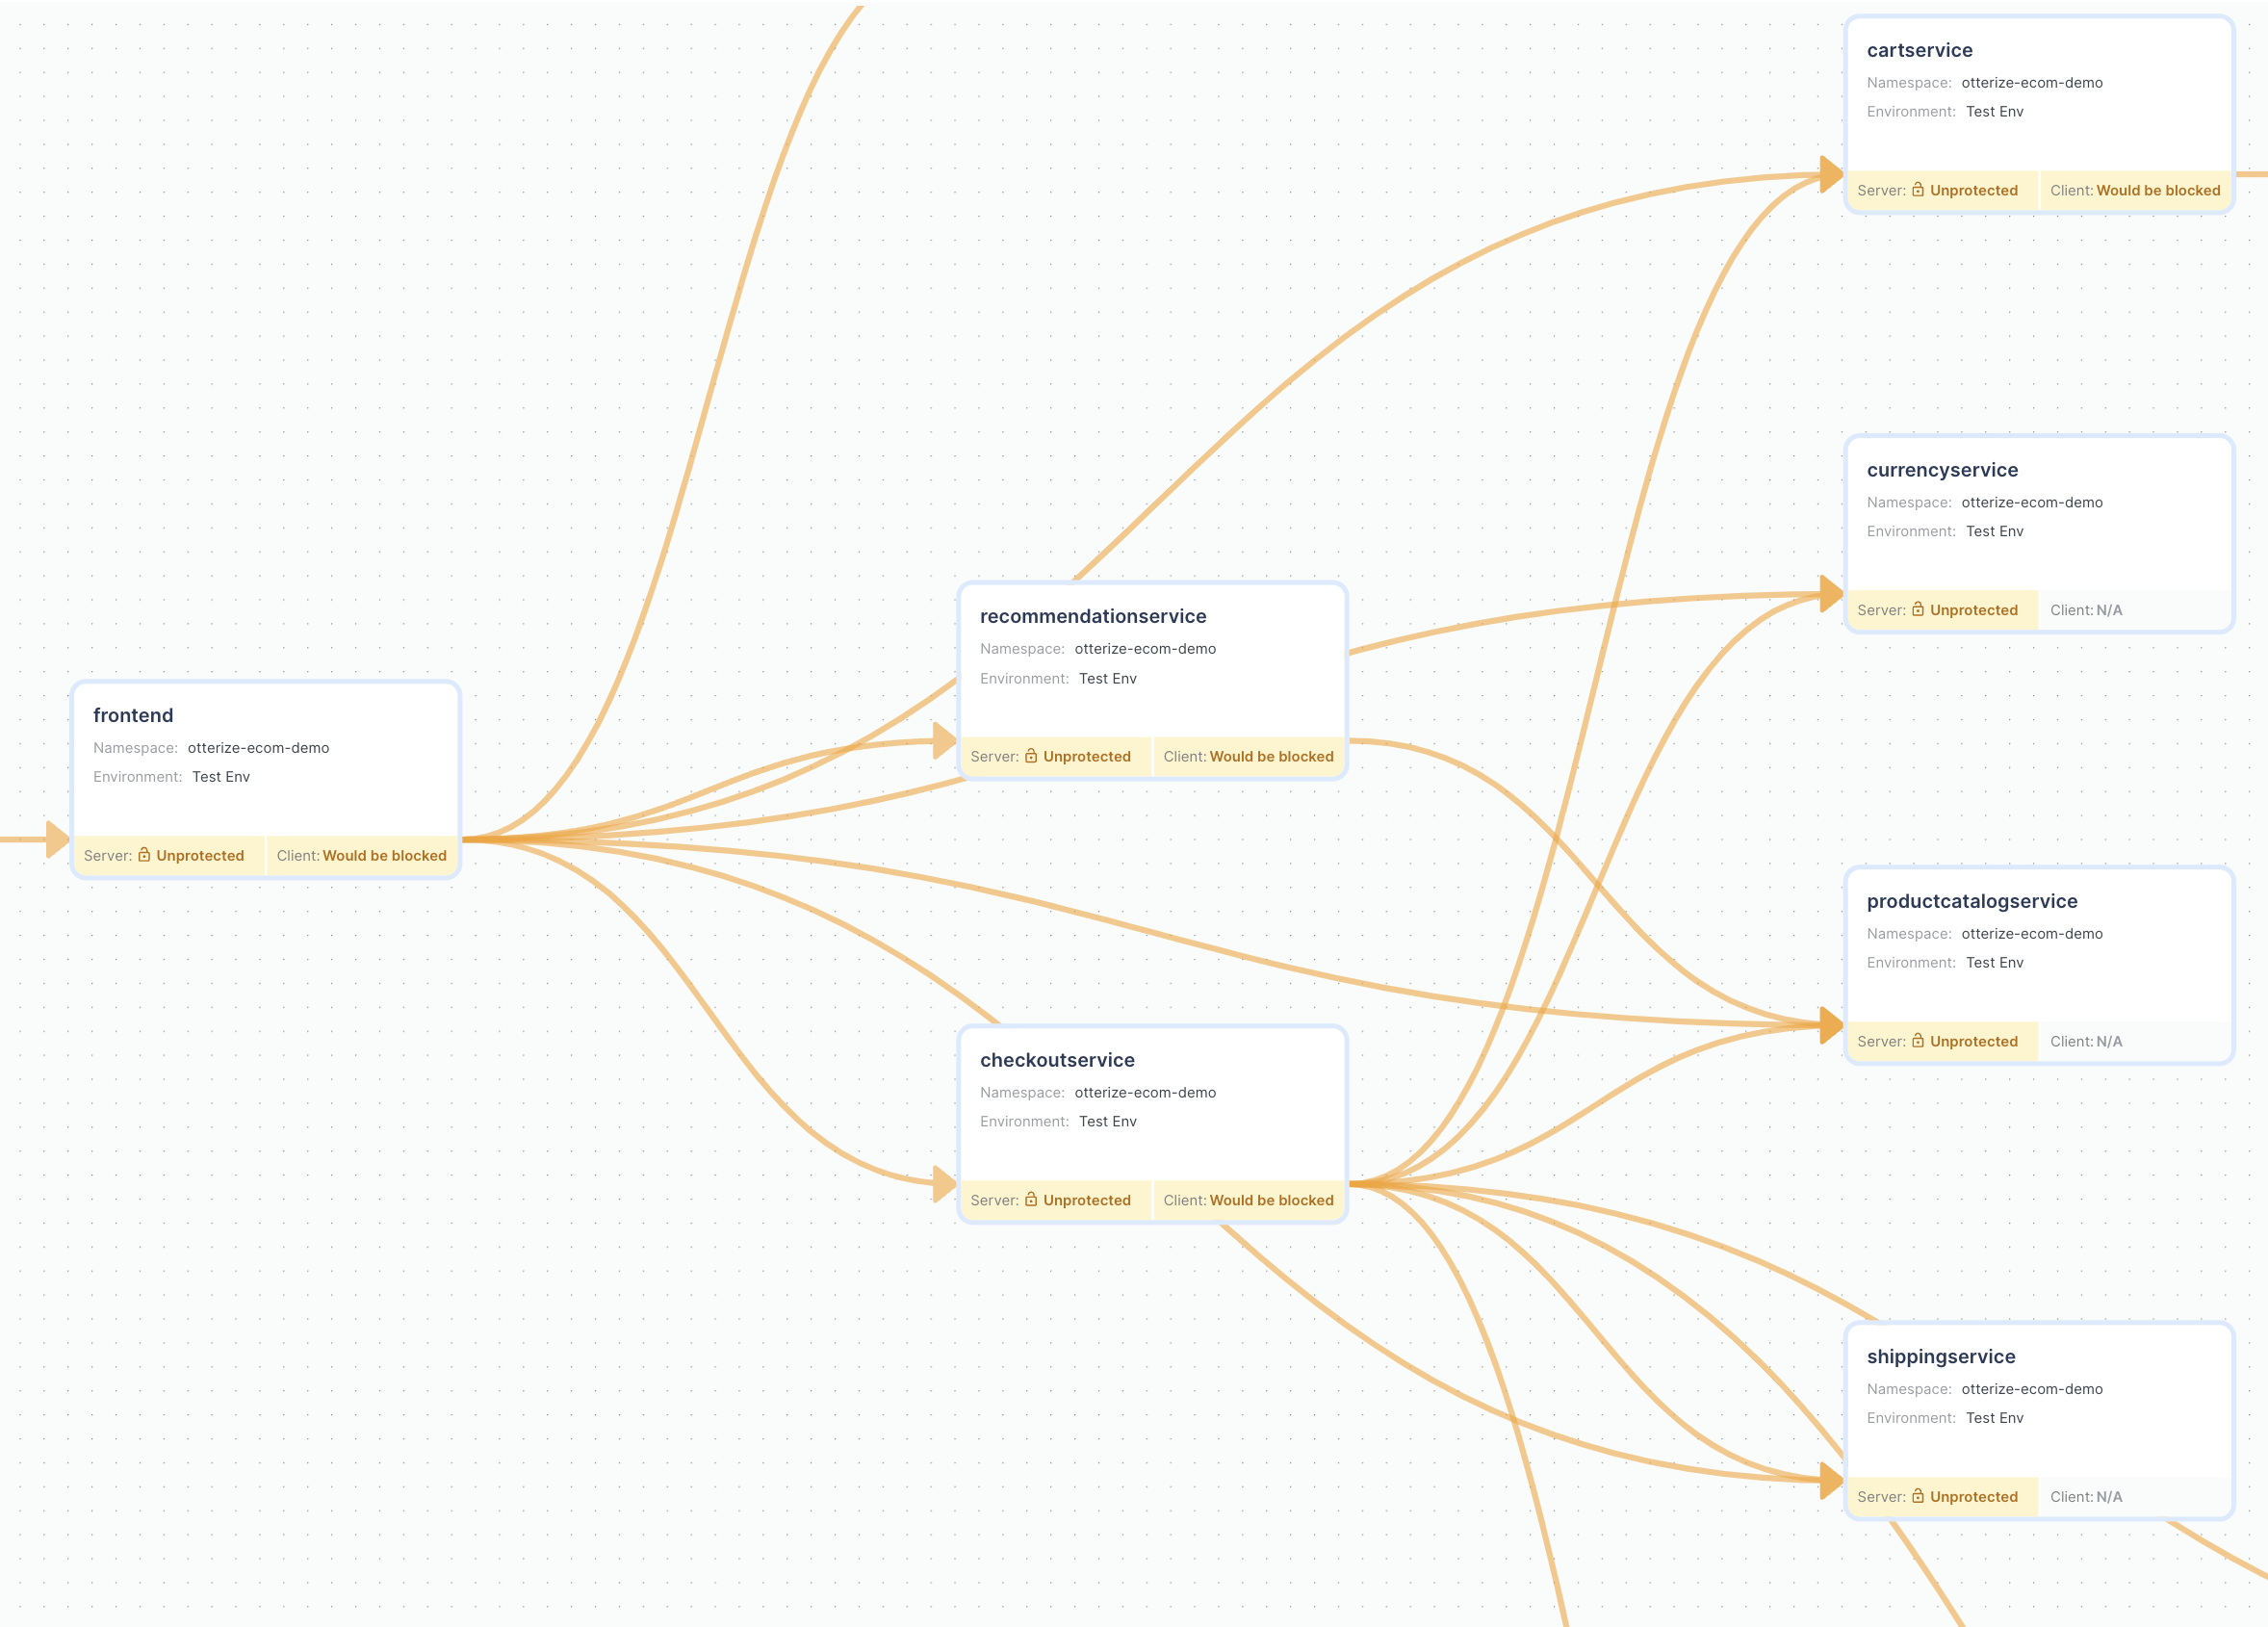 cartservice
Namespace: otterize-ecom-demo
Environment: Test Env
Server: Unprotected Client: Would be blocked
currencyservice
Namespace: otterize-ecom-demo
Environment: Test Env
Server: Unprotected Client: N/A
recommendationservice
Namespace: otterize-ecom-demo
Environment: Test Env
Server: Unprotected Client: Would be blocked
frontend
Namespace: otterize-ecom-demo
Environment: Test Env
Server: Unprotected Client: Would be blocked
productcatalogservice
Namespace: otterize-ecom-demo
Environment: Test Env
Server: Unprotected Client: N/A
checkoutservice
Namespace: otterize-ecom-demo
Environment: Test Env
Server: Unprotected Client: Would be blocked
shippingservice
Namespace: otterize-ecom-demo
Environment: Test Env
Server: Unprotected Client: N/A